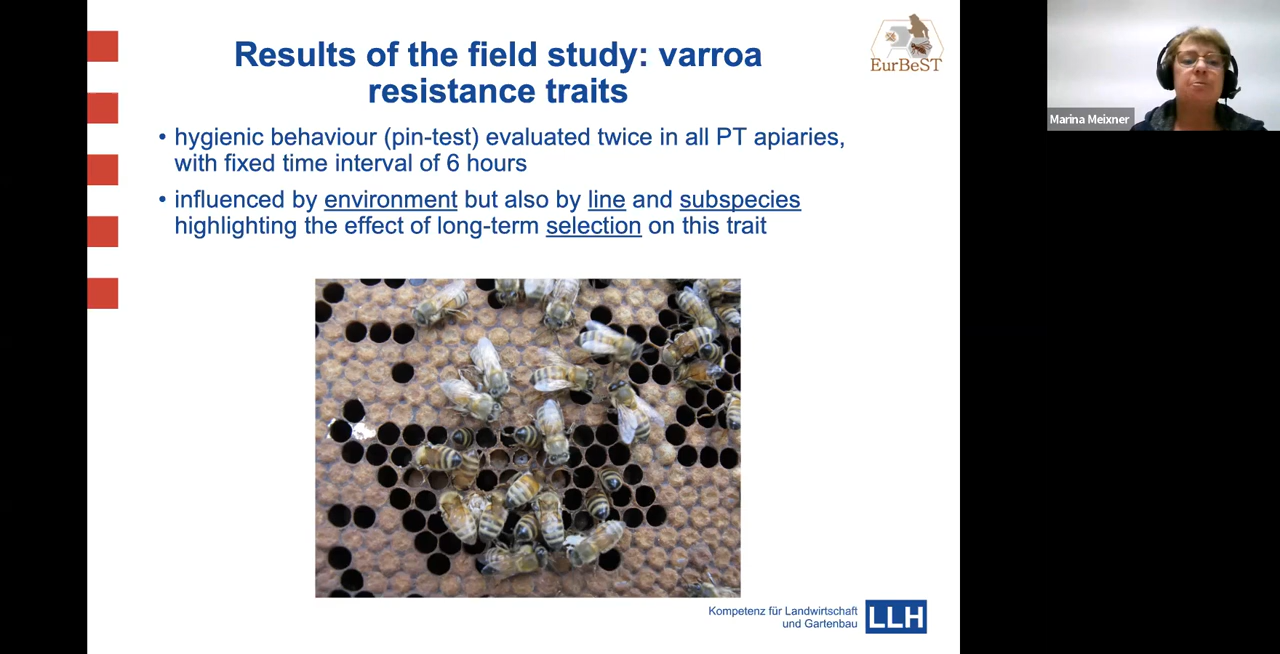 Results of the field study: varroa
resistance traits
EurBeST
Marina Meixner
• hygienic behaviour (pin-test) evaluated twice in all PT apiaries,
with fixed time interval of 6 hours
• influenced by environment but also by line and subspecies
highlighting the effect of long-term selection on this trait
Kompetenz für Landwirtschaft
und Gartenbau
LLH